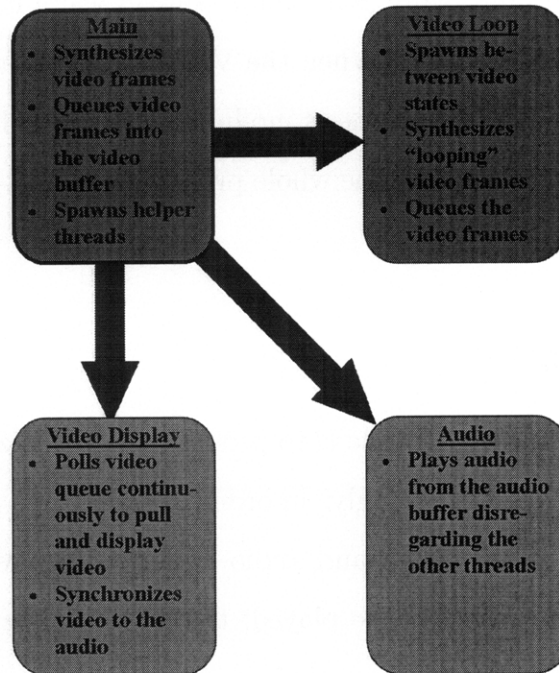 Main
• Synthesizes
video frames
• Queues video
frames into
the video
buffer
• Spawns helper
threads
Video Loop
• Spawns be-
tween video
states
• Synthesizes
“looping”
video frames
• Queues the
video frames
Video Display
• Polls video
queue continu-
ously to pull
and display
video
• Synchronizes
video to the
audio
Audio
• Plays audio
from the audio
buffer disre-
garding the
other threads